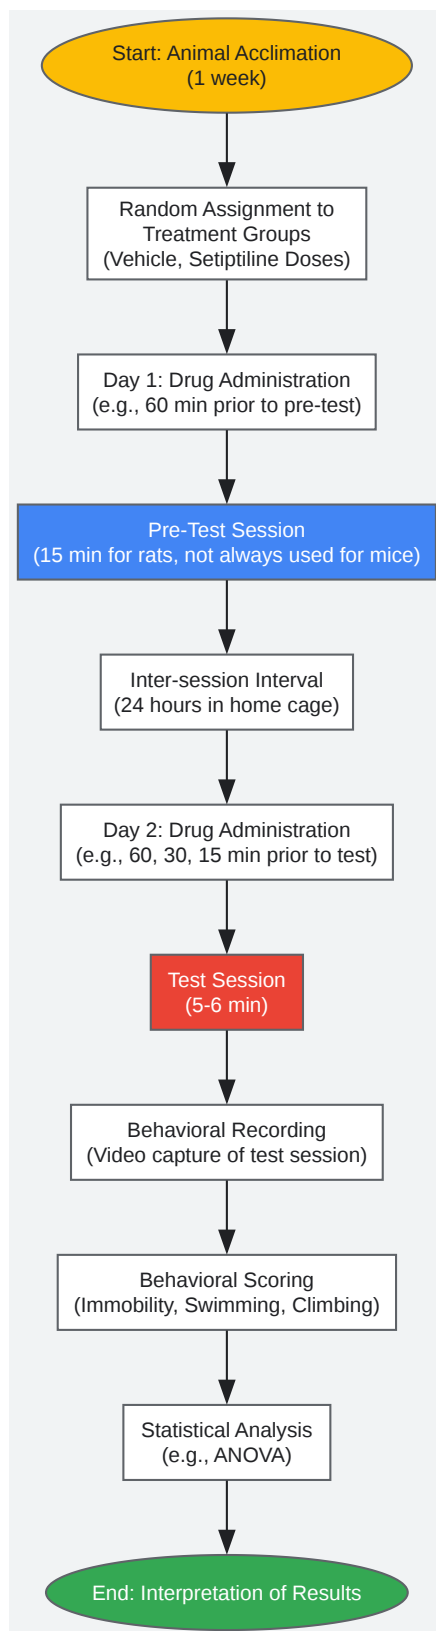 Start: Animal Acclimation
(1 week)
Random Assignment to
Treatment Groups
(Vehicle, Setiptiline Doses)
Day 1: Drug Administration
(e.g., 60 min prior to pre-test)
Pre-Test Session
(15 min for rats, not always used for mice)
Inter-session Interval
(24 hours in home cage)
Day 2: Drug Administration
(e.g., 60, 30, 15 min prior to test)
Test Session
(5-6 min)
Behavioral Recording
(Video capture of test session)
Behavioral Scoring
(Immobility, Swimming, Climbing)
Statistical Analysis
(e.g., ANOVA)
End: Interpretation of Results